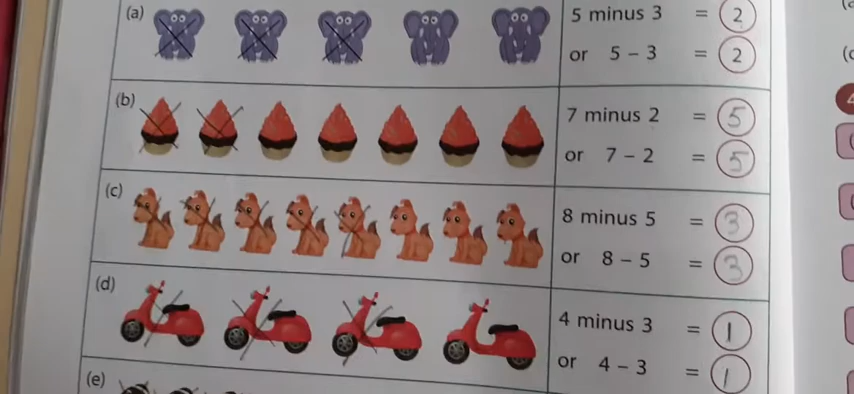 (a)
5 minus 3 = 2
or 5 – 3 = 2
(b)
7 minus 2 = 5
or 7 – 2 = 5
(c)
8 minus 5 = 3
or 8 – 5 = 3
(d)
4 minus 3 = 1
or 4 – 3 = 1
(e)